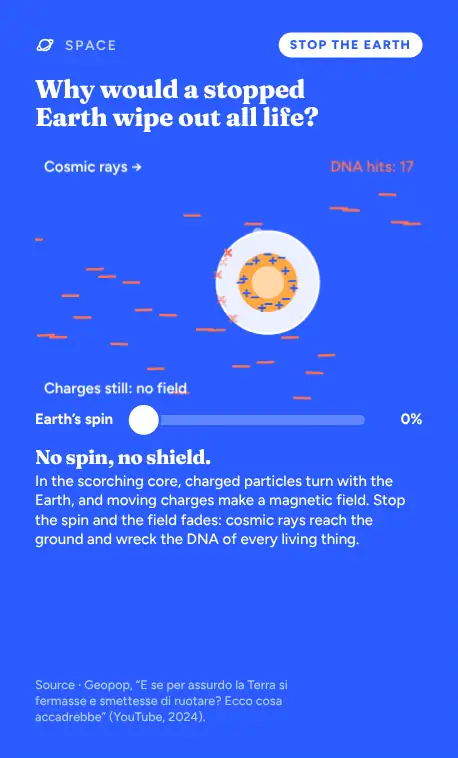 SPACE
STOP THE EARTH
Why would a stopped
Earth wipe out all life?
Cosmic rays →
DNA hits: 17
Charges still: no field
Earth's spin
0%
No spin, no shield.
In the scorching core, charged particles turn with the
Earth, and moving charges make a magnetic field. Stop
the spin and the field fades: cosmic rays reach the
ground and wreck the DNA of every living thing.
Source · Geopop, “E se per assurdo la Terra si
fermasse e smettesse di ruotare? Ecco cosa
accadrebbe” (YouTube, 2024).